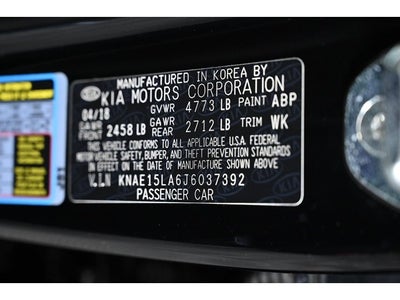 MANUFACTURED IN KOREA BY
KIA KIA MOTORS CORPORATION
04/18 GVWR 4773 LB PAINT ABP
GAWR FRONT 2458 LB GAWR REAR 2712 LB TRIM WK
THIS VEHICLE CONFORMS TO ALL APPLICABLE U.S.A FEDERAL
MOTOR VEHICLE SAFETY, BUMPER, AND THEFT PREVENTION STANDARDS
IN EFFECT ON THE DATE OF MANUFACTURE SHOWN ABOVE
V.I.N KNAE15LA6J6037392
PASSENGER CAR